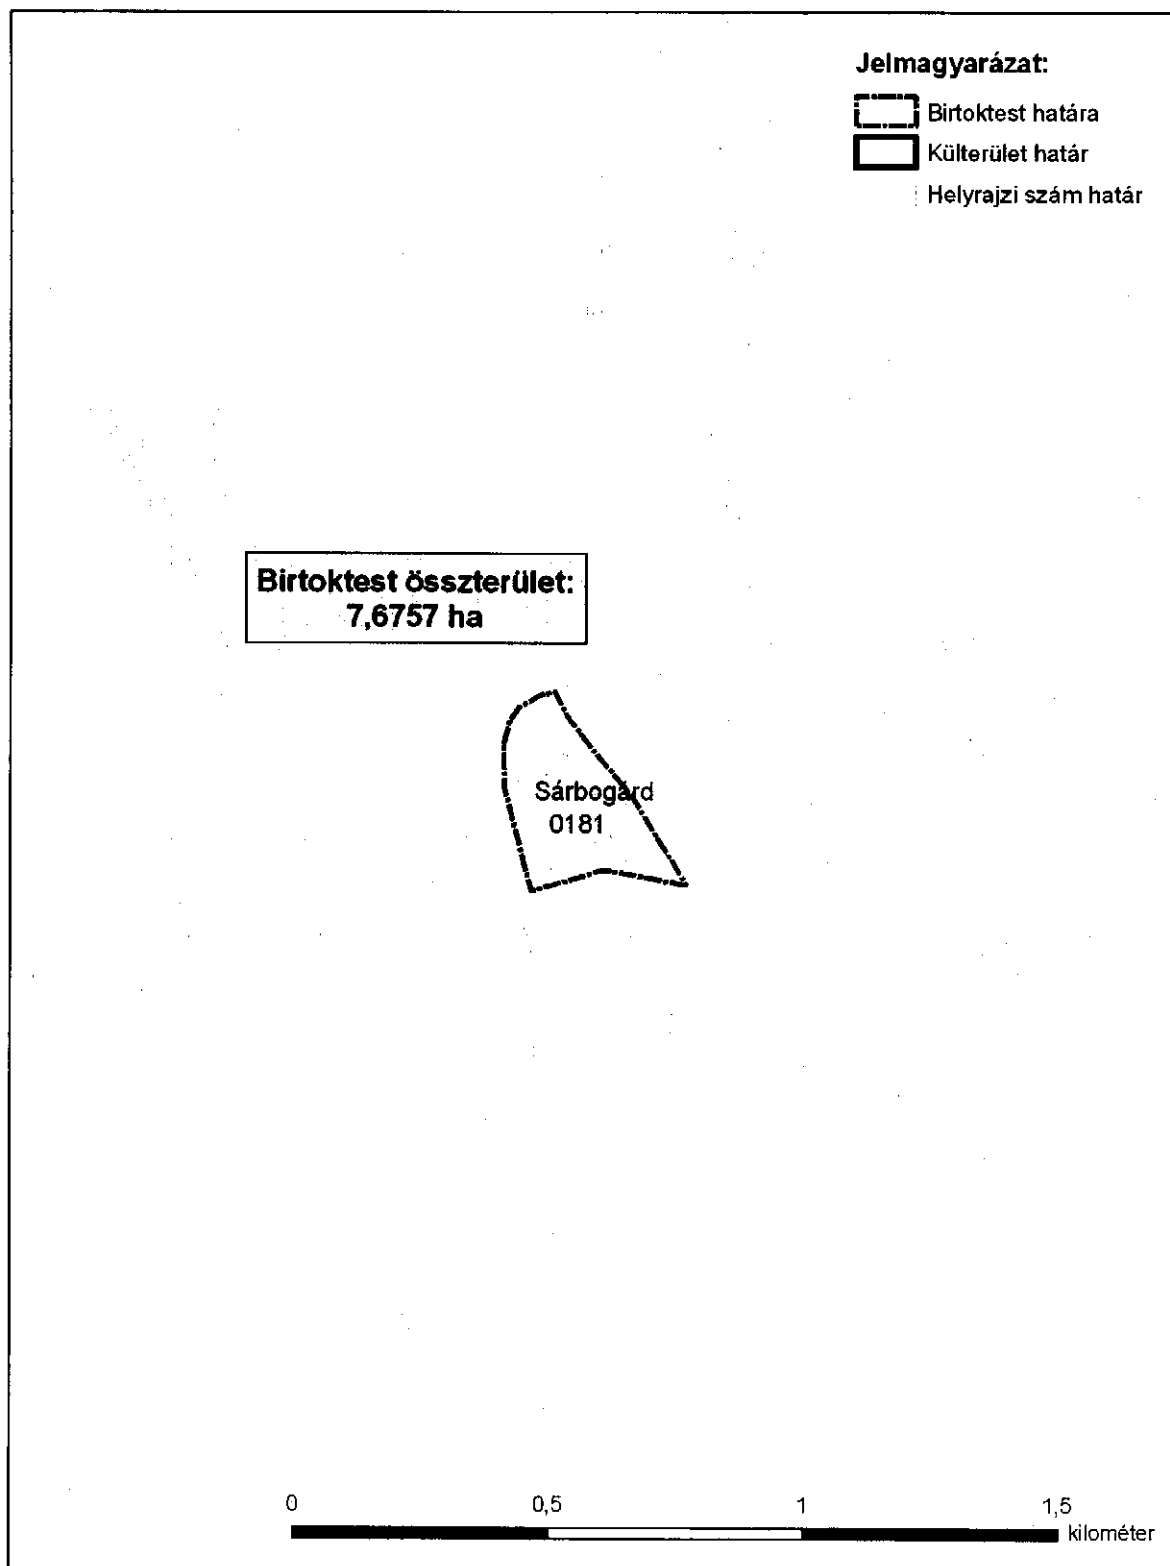 Jelmagyarázat:
Birtoktest határa
Külterület határ
Helyrajzi szám határ
Birtoktest összterület:
7,6757 ha
Sárbogárd
0181
0 0,5 1 1,5
kilométer